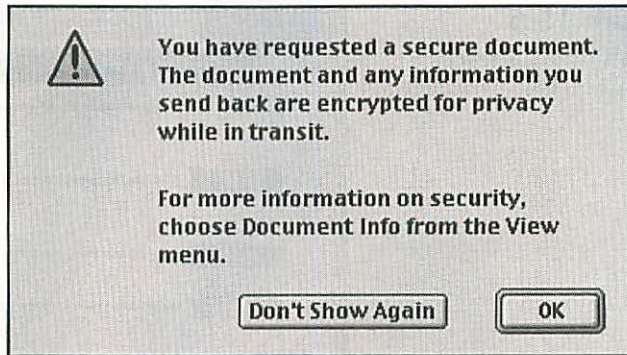 You have requested a secure document.
The document and any information you
send back are encrypted for privacy
while in transit.
For more information on security,
choose Document Info from the View
menu.
Don't Show Again
OK